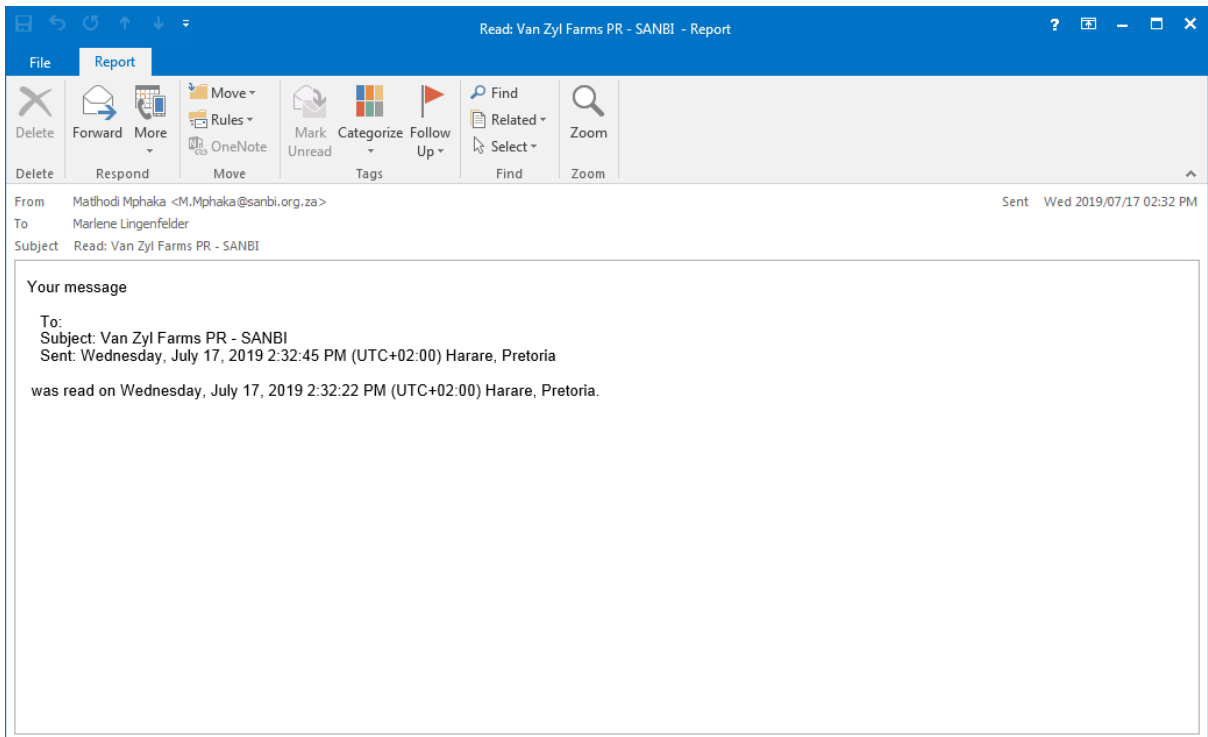 Read: Van Zyl Farms PR - SANBI - Report
?
File Report
Delete
Forward
More
Move
Rules
OneNote
Mark Unread
Categorize
Follow Up
Find
Related
Select
Zoom
Delete Respond Move Tags Find Zoom
From Matlhodi Mphaka <M.Mphaka@sanbi.org.za> Sent Wed 2019/07/17 02:32 PM
To Marlene Lingenfelder
Subject Read: Van Zyl Farms PR - SANBI
Your message
To:
Subject: Van Zyl Farms PR - SANBI
Sent: Wednesday, July 17, 2019 2:32:45 PM (UTC+02:00) Harare, Pretoria
was read on Wednesday, July 17, 2019 2:32:22 PM (UTC+02:00) Harare, Pretoria.